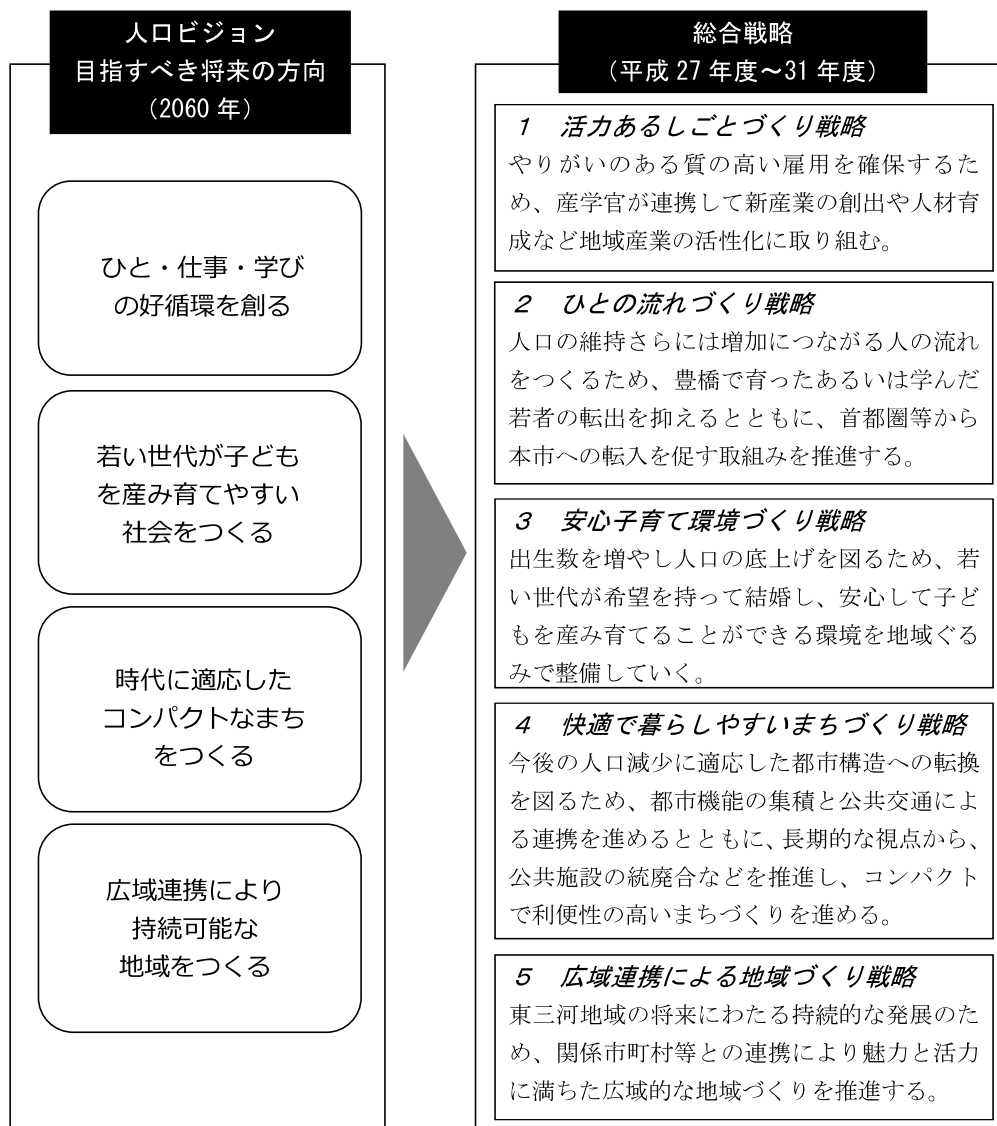 人口ビジョン
目指すべき将来の方向
（2060 年）
ひと・仕事・学び
の好循環を創る
若い世代が子ども
を産み育てやすい
社会をつくる
時代に適応した
コンパクトなまち
をつくる
広域連携により
持続可能な
地域をつくる
総合戦略
（平成 27 年度～31 年度）
１　活力あるしごとづくり戦略
やりがいのある質の高い雇用を確保するた
め、産学官が連携して新産業の創出や人材育
成など地域産業の活性化に取り組む。
２　ひとの流れづくり戦略
人口の維持さらには増加につながる人の流れ
をつくるため、豊橋で育ったあるいは学んだ
若者の転出を抑えるとともに、首都圏等から
本市への転入を促す取組みを推進する。
３　安心子育て環境づくり戦略
出生数を増やし人口の底上げを図るため、若
い世代が希望を持って結婚し、安心して子ど
もを産み育てることができる環境を地域ぐる
みで整備していく。
４　快適で暮らしやすいまちづくり戦略
今後の人口減少に適応した都市構造への転換
を図るため、都市機能の集積と公共交通によ
る連携を進めるとともに、長期的な視点から、
公共施設の統廃合などを推進し、コンパクト
で利便性の高いまちづくりを進める。
５　広域連携による地域づくり戦略
東三河地域の将来にわたる持続的な発展のた
め、関係市町村等との連携により魅力と活力
に満ちた広域的な地域づくりを推進する。